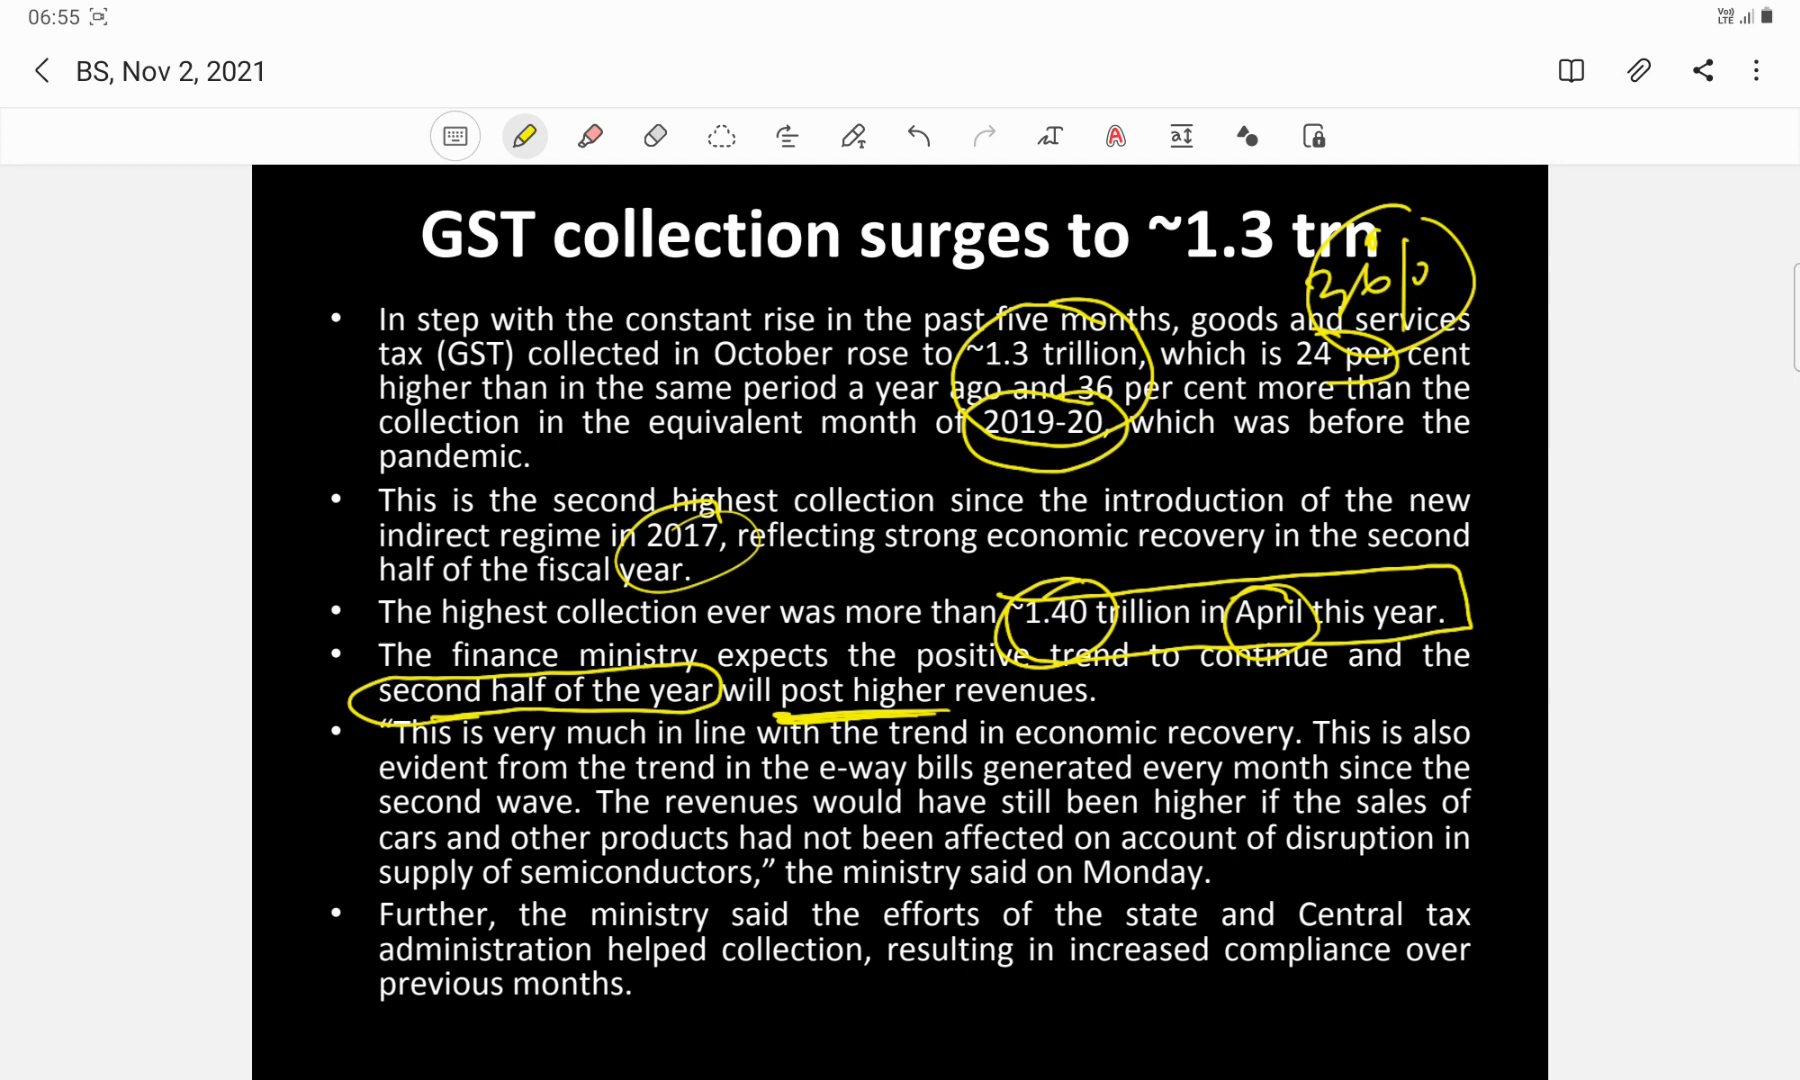 06:55
Vo))
LTE
BS, Nov 2, 2021
GST collection surges to ~1.3 trn
• In step with the constant rise in the past five months, goods and services
tax (GST) collected in October rose to ~1.3 trillion, which is 24 per cent
higher than in the same period a year ago and 36 per cent more than the
collection in the equivalent month of 2019-20, which was before the
pandemic.
• This is the second highest collection since the introduction of the new
indirect regime in 2017, reflecting strong economic recovery in the second
half of the fiscal year.
• The highest collection ever was more than ~1.40 trillion in April this year.
• The finance ministry expects the positive trend to continue and the
second half of the year will post higher revenues.
• “This is very much in line with the trend in economic recovery. This is also
evident from the trend in the e-way bills generated every month since the
second wave. The revenues would have still been higher if the sales of
cars and other products had not been affected on account of disruption in
supply of semiconductors,” the ministry said on Monday.
• Further, the ministry said the efforts of the state and Central tax
administration helped collection, resulting in increased compliance over
previous months.